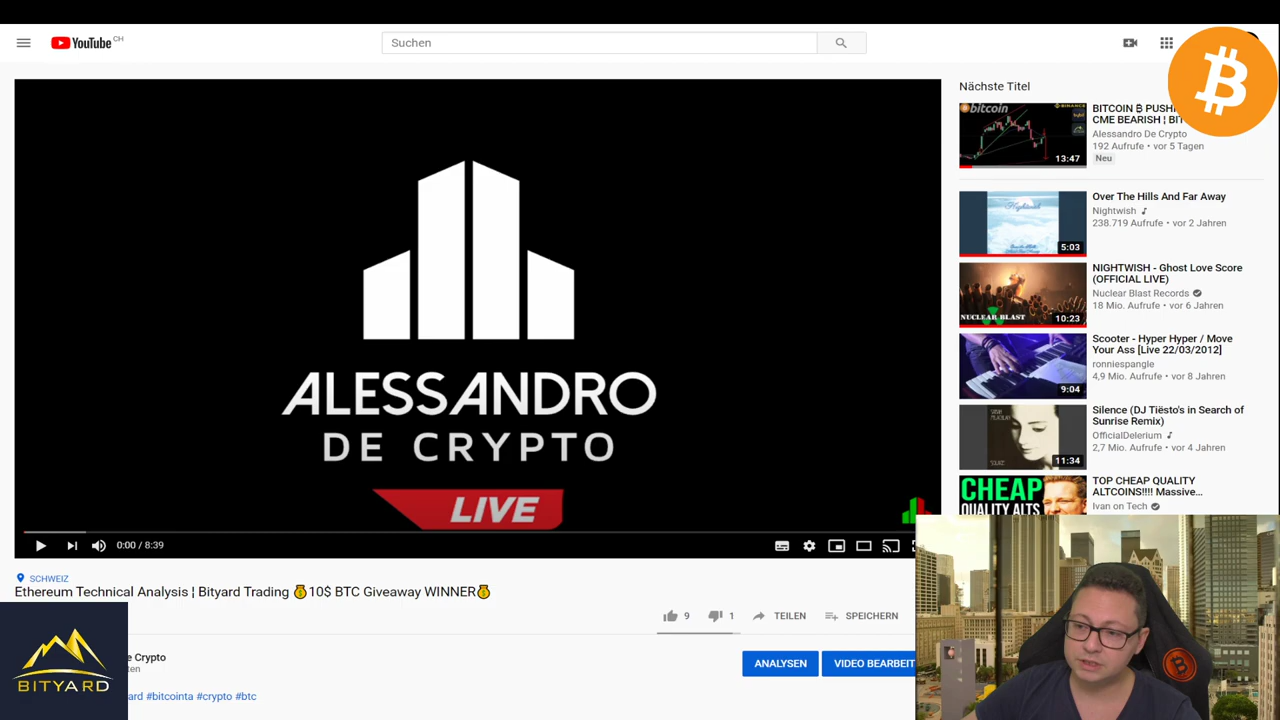 YouTube CH
Suchen
ALESSANDRO
DE CRYPTO
LIVE
0:00 / 8:39
SCHWEIZ
Ethereum Technical Analysis ¦ Bityard Trading 💰10$ BTC Giveaway WINNER💰
9
1
TEILEN
SPEICHERN
e Crypto
ten
ANALYSEN
VIDEO BEARBEIT
ard #bitcointa #crypto #btc
BITYARD
Nächste Titel
bitcoin
BINANCE
13:47
BITCOIN ₿ PUSH
CME BEARISH ¦ BIT
Alessandro De Crypto
192 Aufrufe • vor 5 Tagen
Neu
5:03
Over The Hills And Far Away
Nightwish
238.719 Aufrufe • vor 2 Jahren
NUCLEAR BLAST
10:23
NIGHTWISH - Ghost Love Score
(OFFICIAL LIVE)
Nuclear Blast Records
18 Mio. Aufrufe • vor 6 Jahren
9:04
Scooter - Hyper Hyper / Move
Your Ass [Live 22/03/2012]
ronniespangle
4,9 Mio. Aufrufe • vor 8 Jahren
11:34
Silence (DJ Tiësto's in Search of
Sunrise Remix)
OfficialDelerium
2,7 Mio. Aufrufe • vor 4 Jahren
CHEAP
QUALITY ALTS
TOP CHEAP QUALITY
ALTCOINS!!!! Massive...
Ivan on Tech